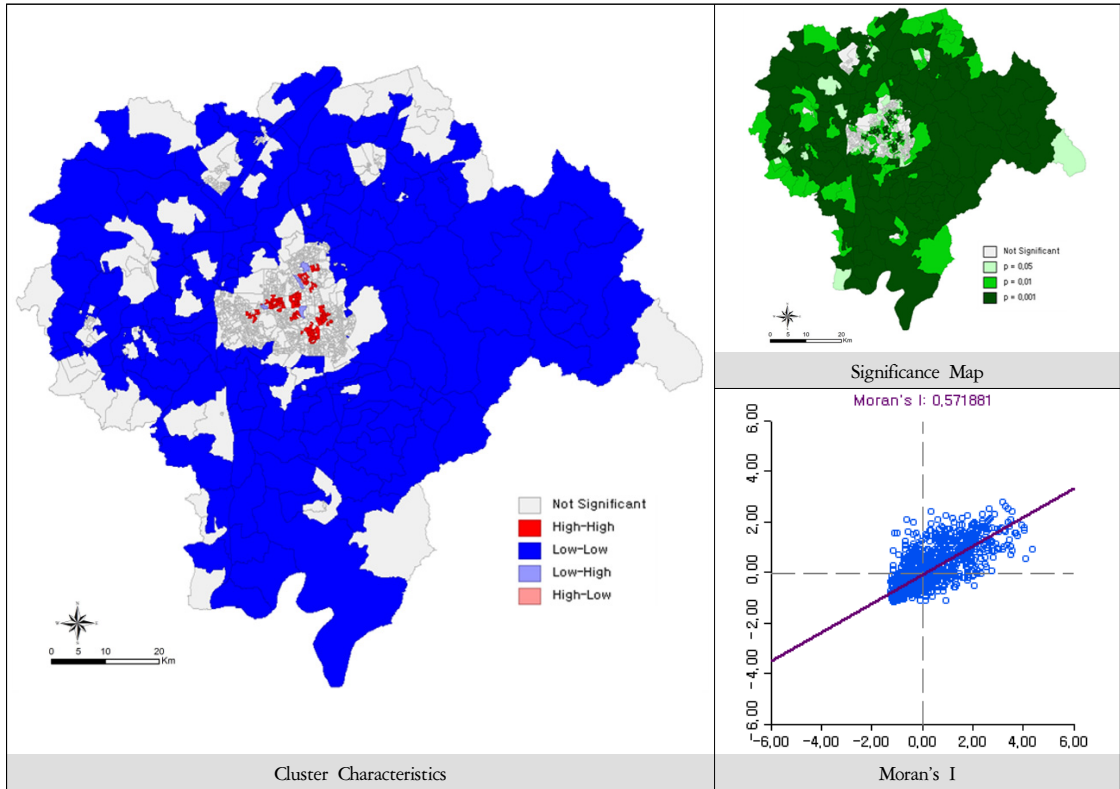 Not Significant
High-High
Low-Low
Low-High
High-Low
0 5 10 20
Km
Cluster Characteristics
Not Significant
p = 0,05
p = 0,01
p = 0,001
0 5 10 20
Km
Significance Map
Moran's I: 0,571881
6,00
4,00
2,00
0,00
-2,00
-4,00
-6,00
-6,00 -4,00 -2,00 0,00 2,00 4,00 6,00
Moran's I